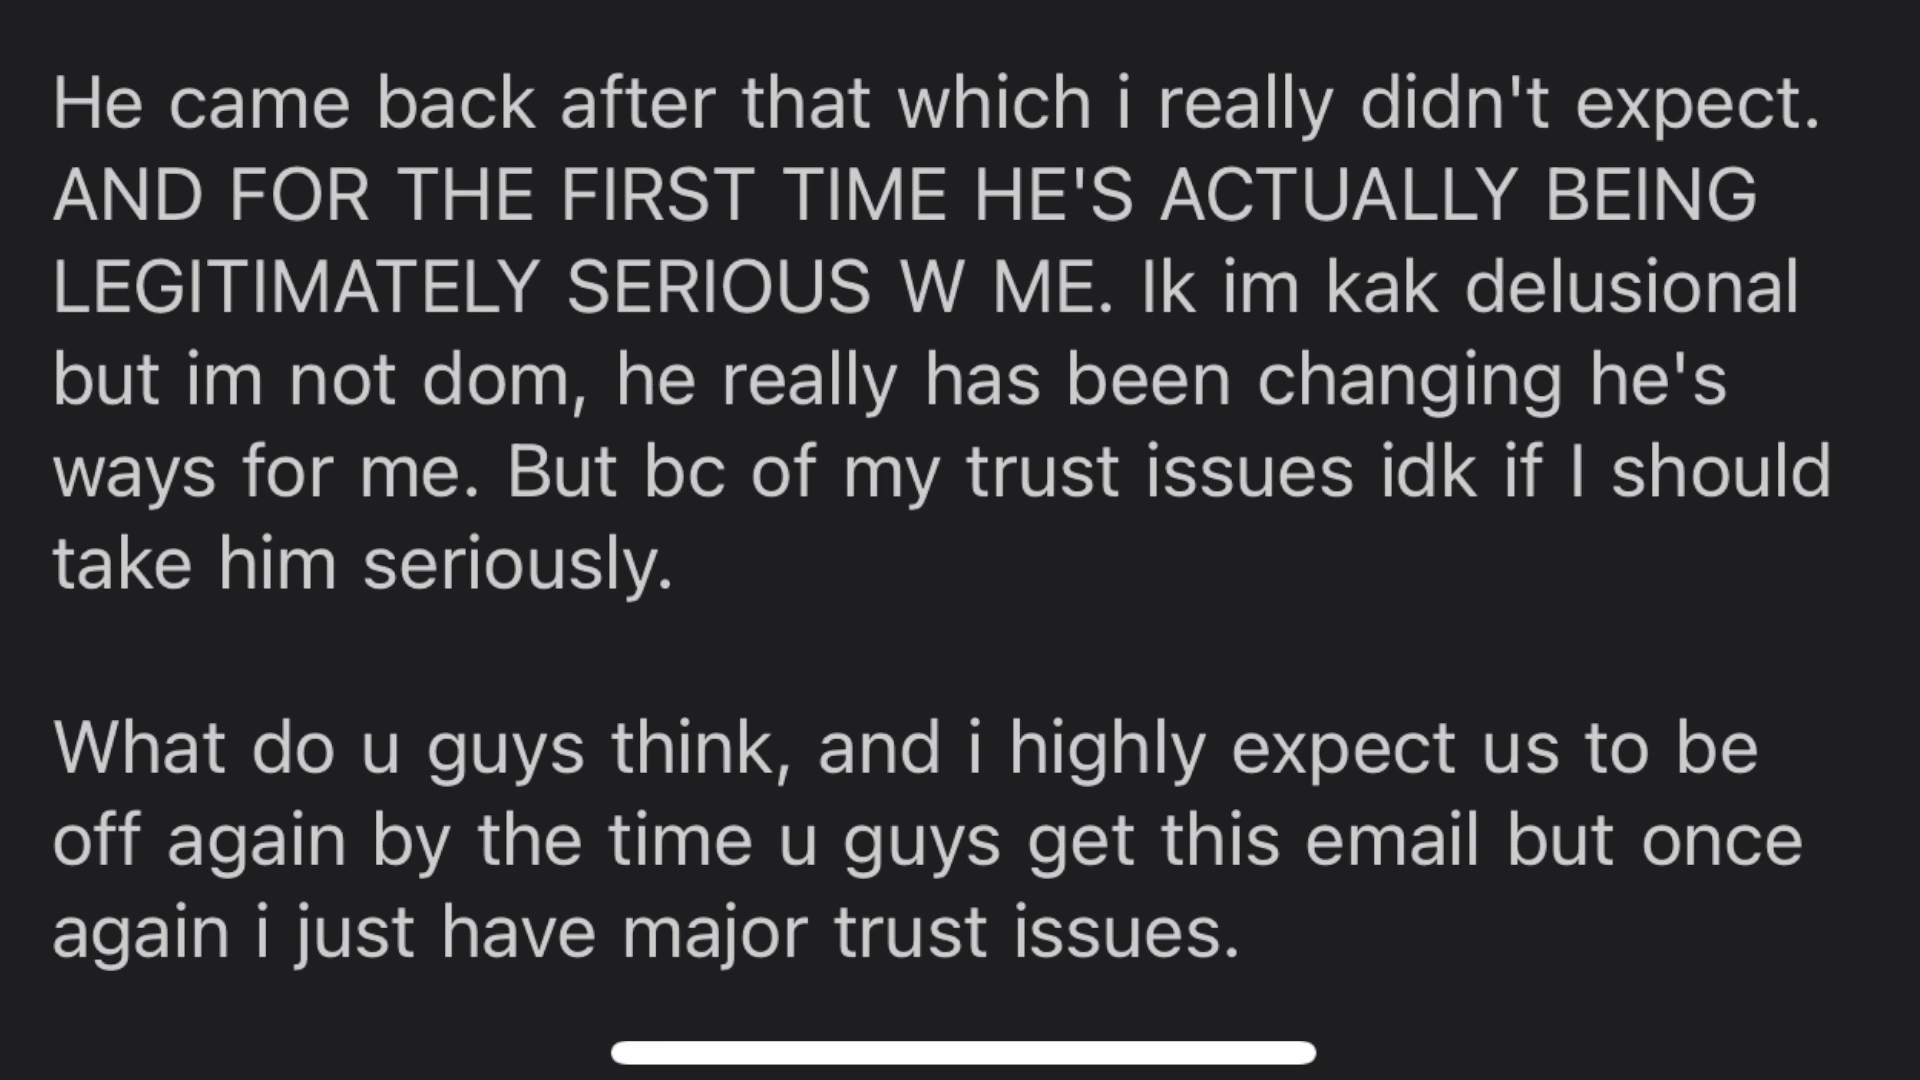 He came back after that which i really didn't expect.
AND FOR THE FIRST TIME HE'S ACTUALLY BEING
LEGITIMATELY SERIOUS W ME. Ik im kak delusional
but im not dom, he really has been changing he's
ways for me. But bc of my trust issues idk if I should
take him seriously.
What do u guys think, and i highly expect us to be
off again by the time u guys get this email but once
again i just have major trust issues.